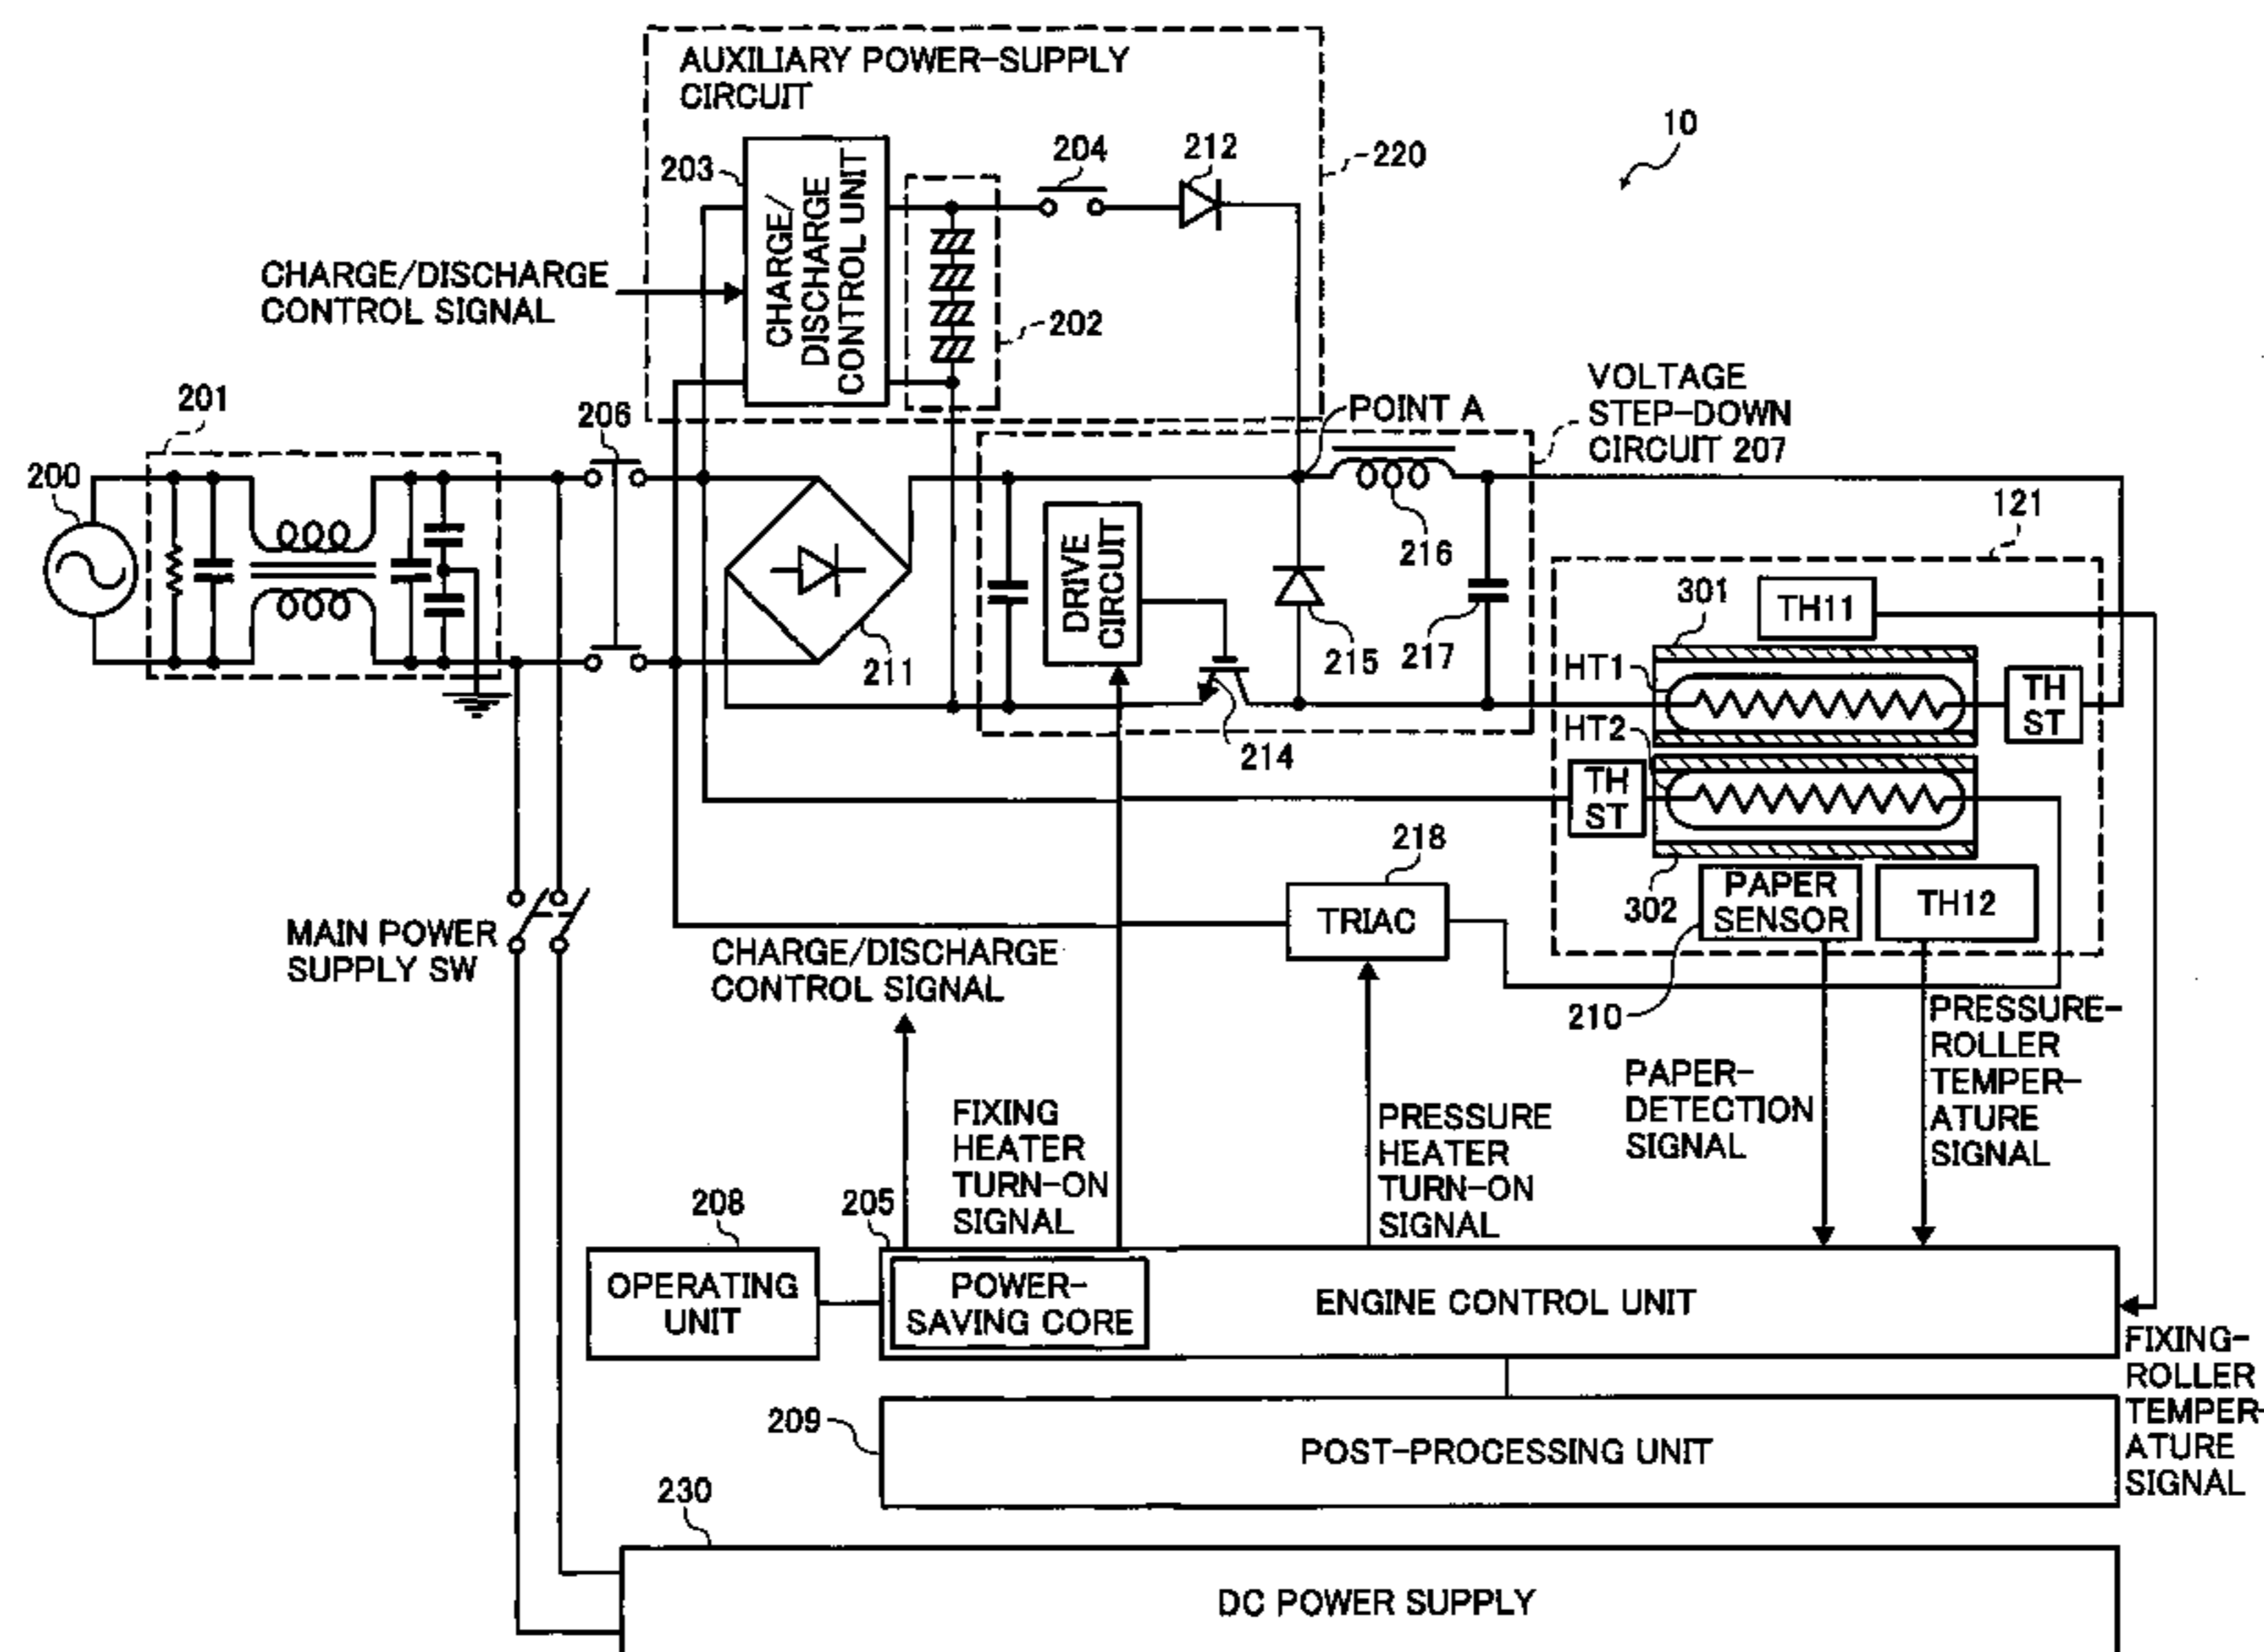 AUXILIARY POWER-SUPPLY
CIRCUIT
10
203
CHARGE/
DISCHARGE
CONTROL UNIT
204
212
220
CHARGE/DISCHARGE
CONTROL SIGNAL
202
VOLTAGE
STEP-DOWN
CIRCUIT 207
201
206
POINT A
200
DRIVE
CIRCUIT
216
121
211
215
217
301
TH11
HT1
TH
ST
214
HT2
TH
ST
218
TRIAC
302
PAPER
SENSOR
TH12
MAIN POWER
SUPPLY SW
CHARGE/DISCHARGE
CONTROL SIGNAL
210
PRESSURE-
ROLLER
TEMPER-
ATURE
SIGNAL
PAPER-
DETECTION
SIGNAL
FIXING
HEATER
TURN-ON
SIGNAL
PRESSURE
HEATER
TURN-ON
SIGNAL
208
205
OPERATING
UNIT
POWER-
SAVING CORE
ENGINE CONTROL UNIT
FIXING-
ROLLER
TEMPER-
ATURE
SIGNAL
209
POST-PROCESSING UNIT
230
DC POWER SUPPLY